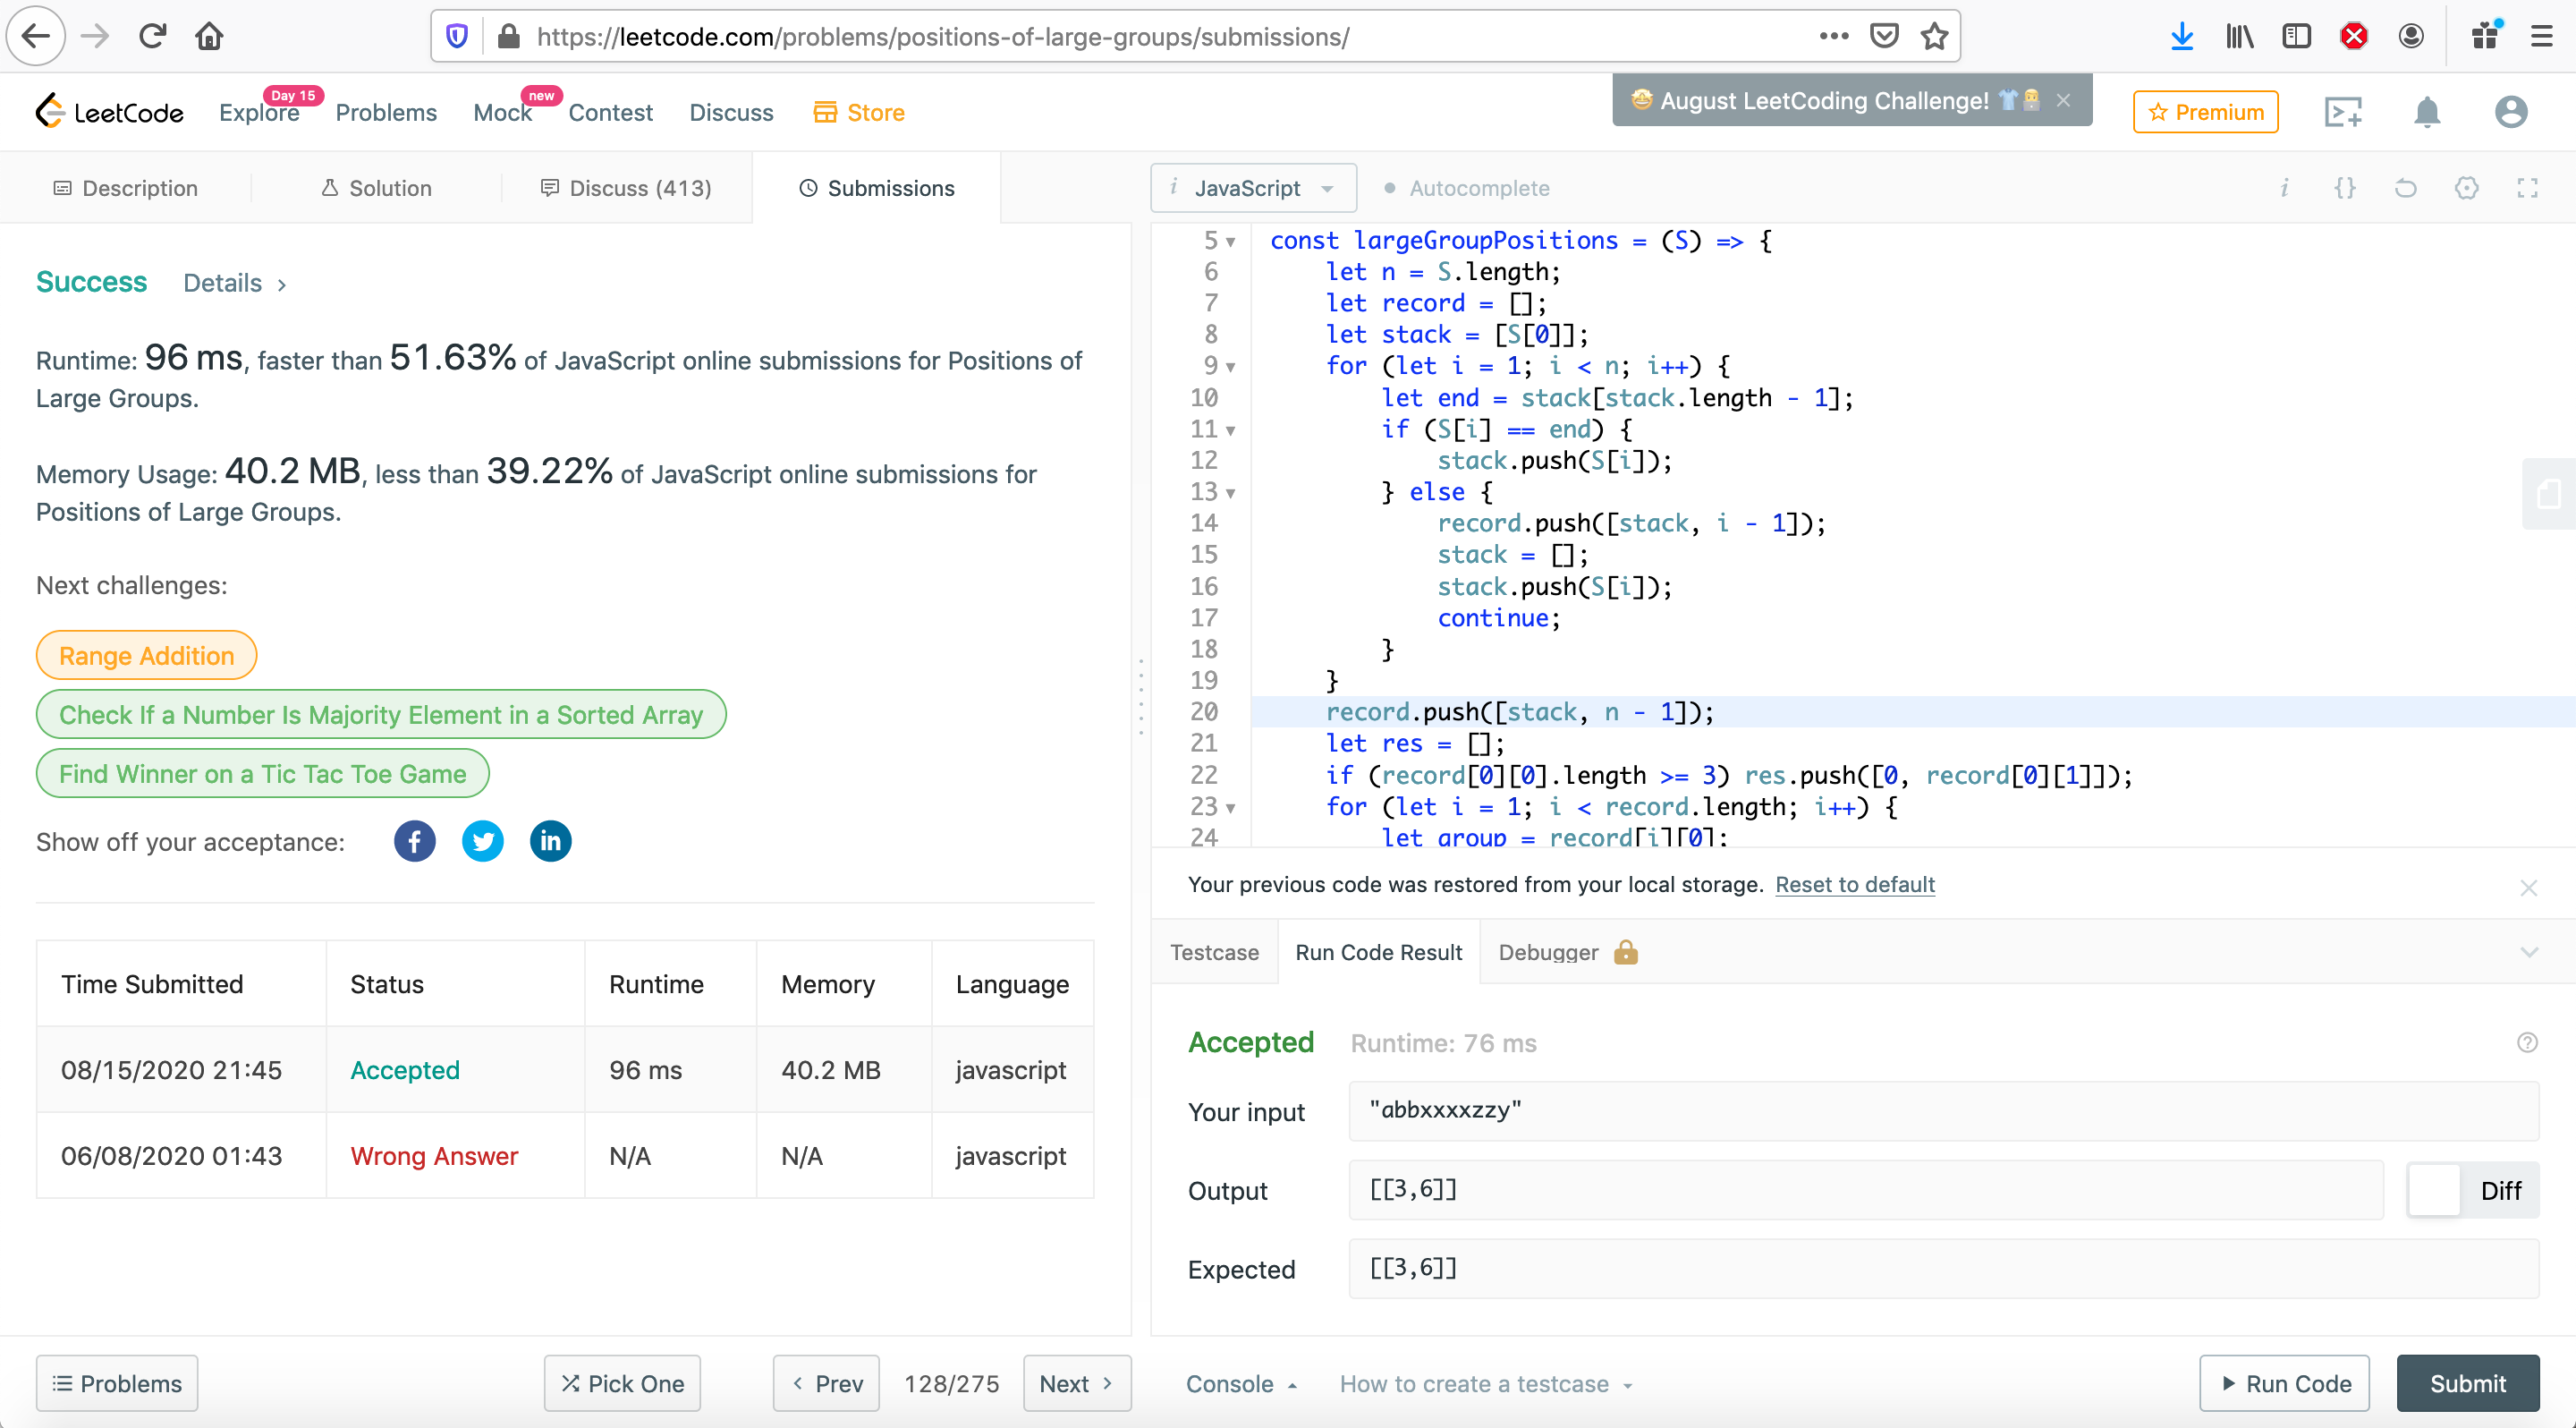 https://leetcode.com/problems/positions-of-large-groups/submissions/
LeetCode
Explore
Day 15
Problems
Mock
new
Contest
Discuss
Store
🤩 August LeetCoding Challenge! 👕
Premium
Description
Solution
Discuss (413)
Submissions
Success
Details >
Runtime: 96 ms, faster than 51.63% of JavaScript online submissions for Positions of
Large Groups.
Memory Usage: 40.2 MB, less than 39.22% of JavaScript online submissions for
Positions of Large Groups.
Next challenges:
Range Addition
Check If a Number Is Majority Element in a Sorted Array
Find Winner on a Tic Tac Toe Game
Show off your acceptance:
Time Submitted Status Runtime Memory Language
08/15/2020 21:45 Accepted 96 ms 40.2 MB javascript
06/08/2020 01:43 Wrong Answer N/A N/A javascript
Problems
Pick One
Prev
128/275
Next
i JavaScript
Autocomplete
i {}
5 const largeGroupPositions = (S) => {
6 let n = S.length;
7 let record = [];
8 let stack = [S[0]];
9 for (let i = 1; i < n; i++) {
10 let end = stack[stack.length - 1];
11 if (S[i] == end) {
12 stack.push(S[i]);
13 } else {
14 record.push([stack, i - 1]);
15 stack = [];
16 stack.push(S[i]);
17 continue;
18 }
19 }
20 record.push([stack, n - 1]);
21 let res = [];
22 if (record[0][0].length >= 3) res.push([0, record[0][1]]);
23 for (let i = 1; i < record.length; i++) {
24 let group = record[i][0];
Your previous code was restored from your local storage. Reset to default
Testcase
Run Code Result
Debugger
Accepted
Runtime: 76 ms
Your input
"abbxxxxzzy"
Output
[[3,6]]
Diff
Expected
[[3,6]]
Console
How to create a testcase
Run Code
Submit